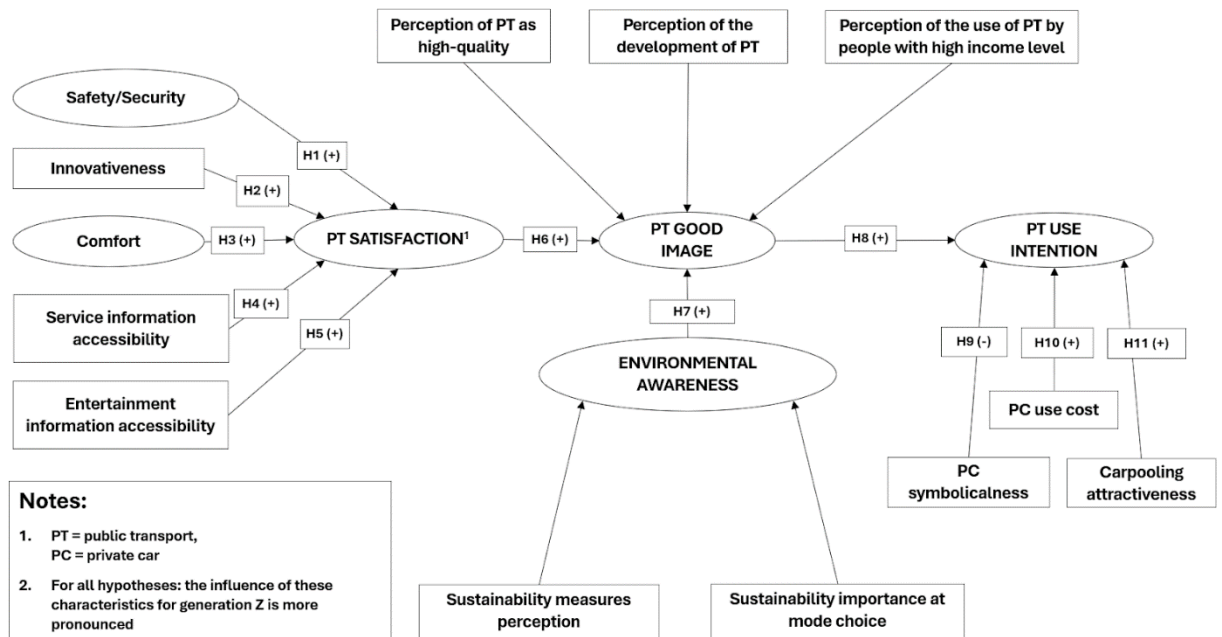 Perception of PT as
high-quality
Perception of the
development of PT
Perception of the use of PT by
people with high income level
Safety/Security
H1 (+)
Innovativeness
H2 (+)
Comfort
H3 (+)
PT SATISFACTION¹
H6 (+)
PT GOOD
IMAGE
H8 (+)
PT USE
INTENTION
H4 (+)
Service information
accessibility
H5 (+)
H7 (+)
H9 (-)
H10 (+)
H11 (+)
ENVIRONMENTAL
AWARENESS
Entertainment
information accessibility
PC use cost
PC
symbolicalness
Carpooling
attractiveness
Notes:
1. PT = public transport,
PC = private car
2. For all hypotheses: the influence of these
characteristics for generation Z is more
pronounced
Sustainability measures
perception
Sustainability importance at
mode choice